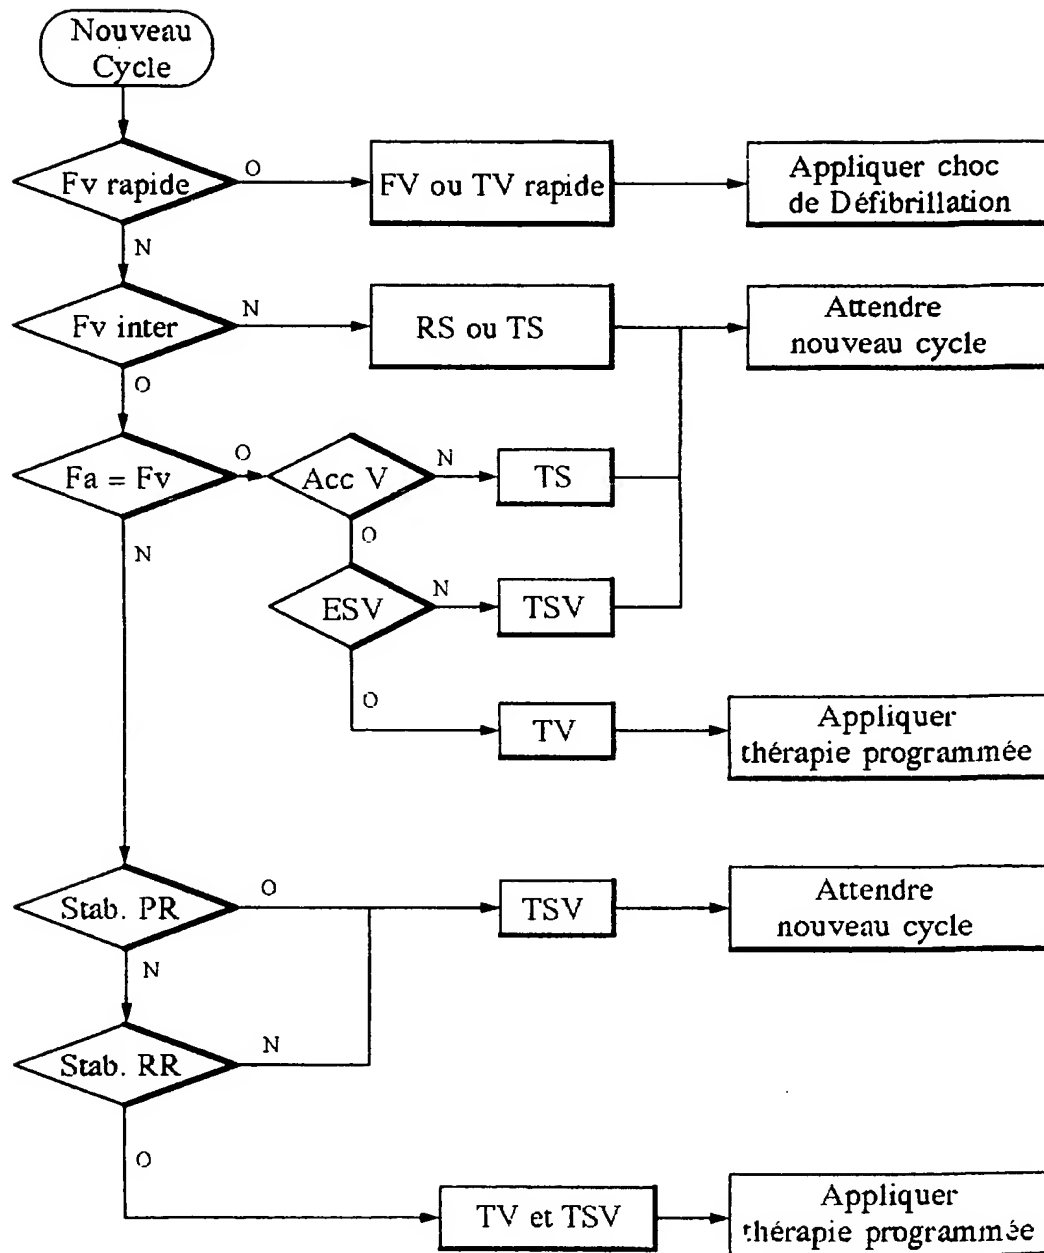 Nouveau
Cycle
Fv rapide
O
FV ou TV rapide
Appliquer choc
de Défibrillation
N
Fv inter
N
RS ou TS
Attendre
nouveau cycle
O
Fa = Fv
O
Acc V
N
TS
N
O
ESV
N
TSV
O
TV
Appliquer
thérapie programmée
Stab. PR
O
TSV
Attendre
nouveau cycle
N
Stab. RR
N
O
TV et TSV
Appliquer
thérapie programmée